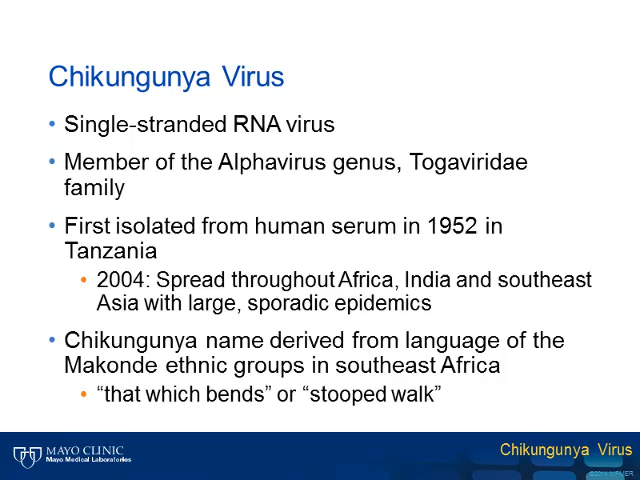 Chikungunya Virus
• Single-stranded RNA virus
• Member of the Alphavirus genus, Togaviridae
family
• First isolated from human serum in 1952 in
Tanzania
• 2004: Spread throughout Africa, India and southeast
Asia with large, sporadic epidemics
• Chikungunya name derived from language of the
Makonde ethnic groups in southeast Africa
• “that which bends” or “stooped walk”
MAYO CLINIC
Mayo Medical Laboratories
Chikungunya Virus